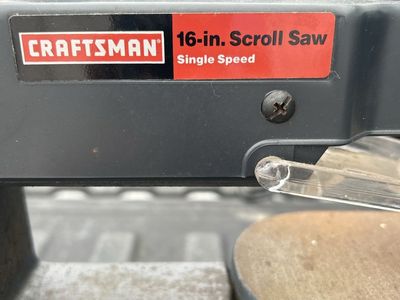 CRAFTSMAN®
16-in. Scroll Saw
Single Speed